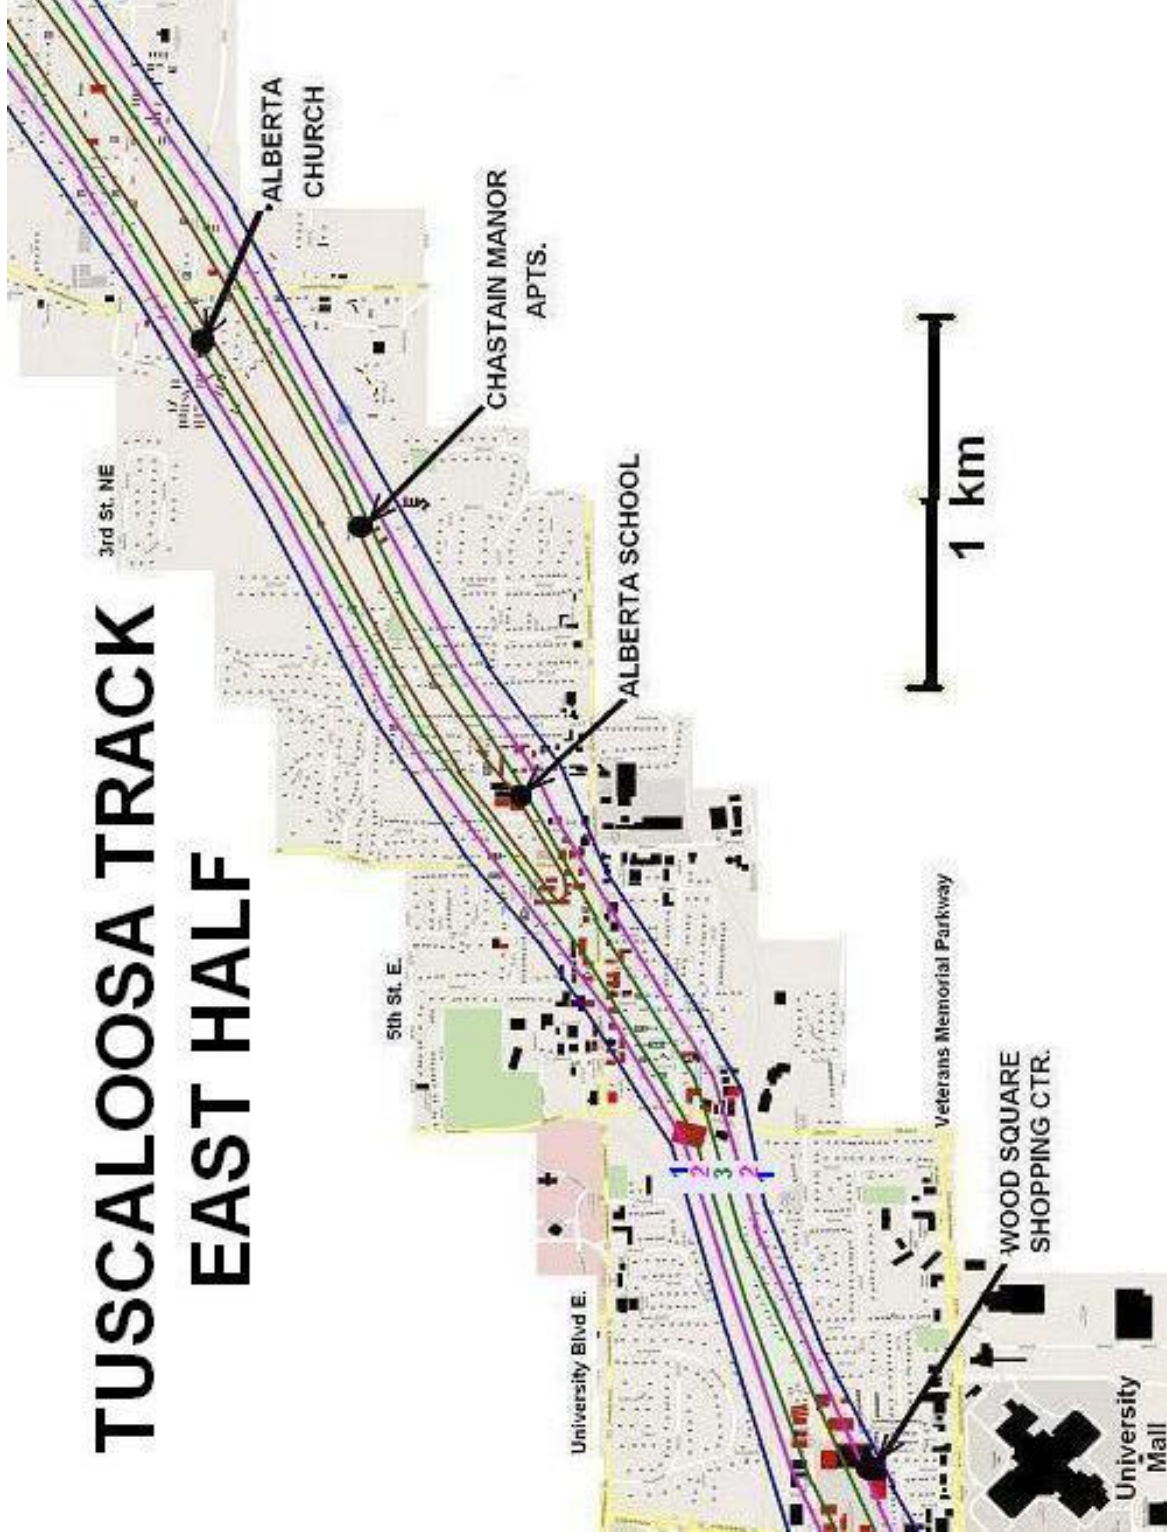 TUSCALOOSA TRACK
EAST HALF
3rd St. NE
ALBERTA
CHURCH
CHASTAIN MANOR
APTS.
ALBERTA SCHOOL
5th St. E.
1
2
3
2
1
1 km
Veterans Memorial Parkway
University Blvd E.
WOOD SQUARE
SHOPPING CTR.
University
Mall